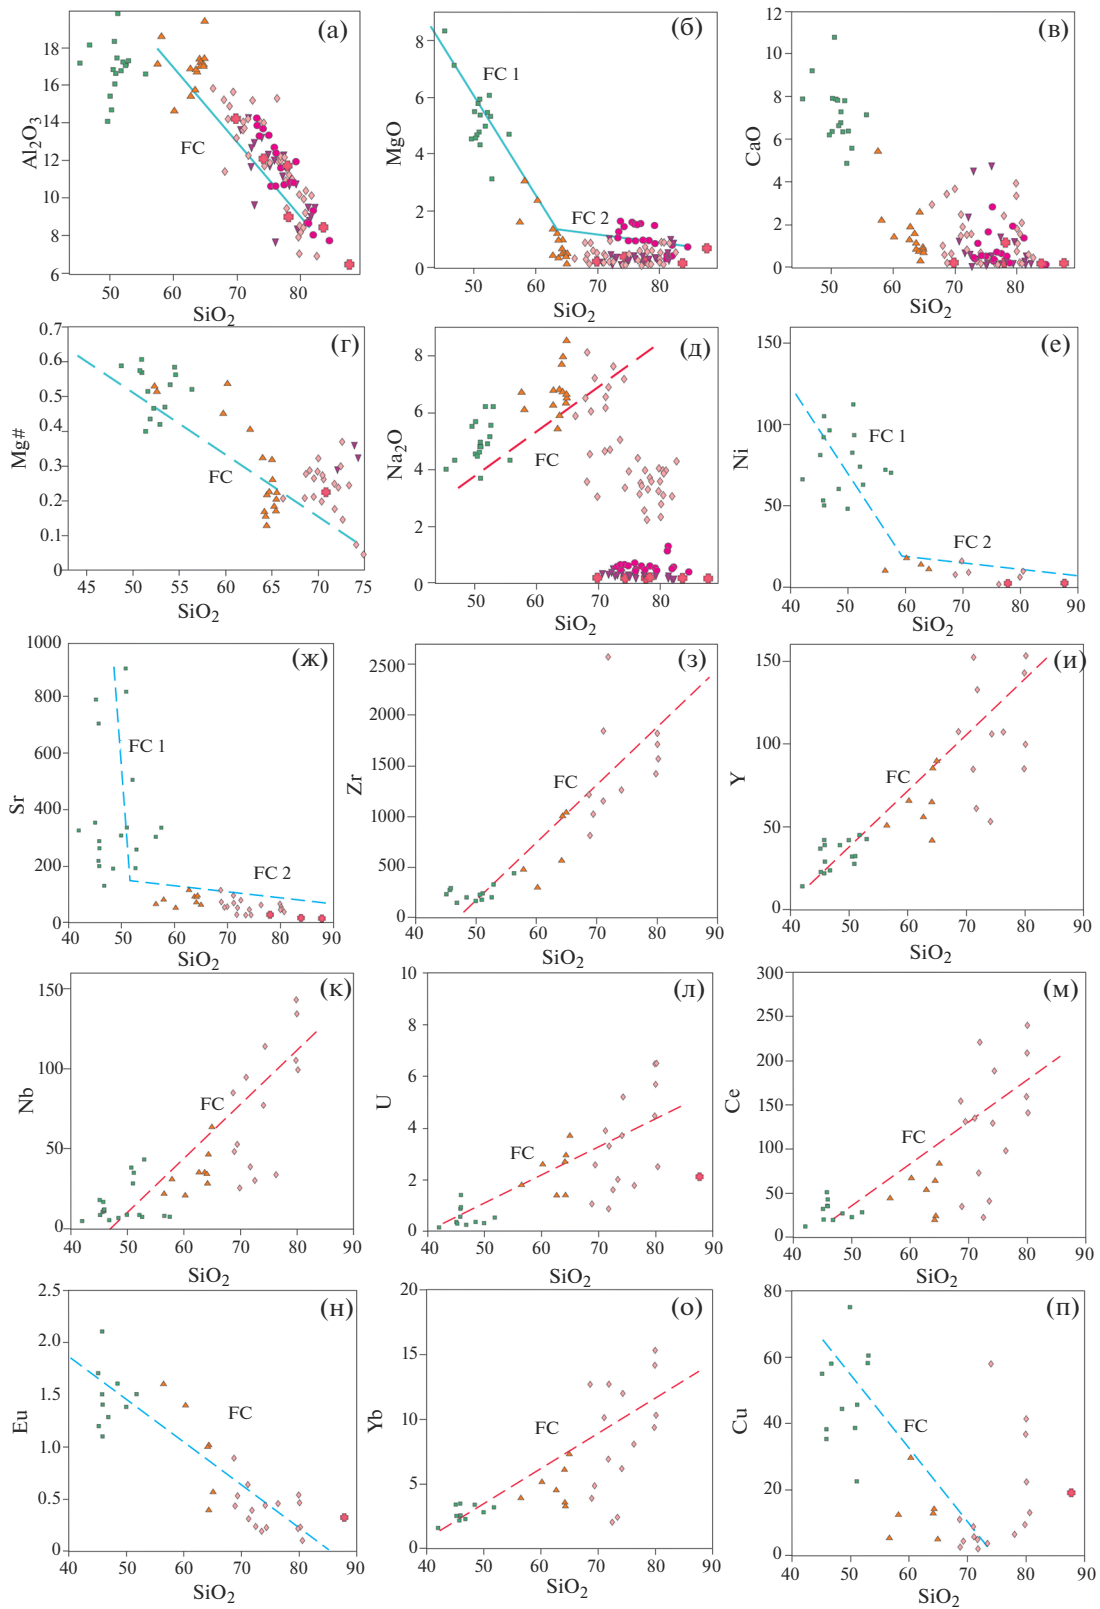 (а)
18
16
14
12
10
8
6
Al2O3
FC
50
60
70
80
SiO2
(б)
8
6
4
2
0
MgO
FC 1
FC 2
50
60
70
80
SiO2
(в)
12
10
8
6
4
2
0
CaO
50
60
70
80
SiO2
(г)
0.7
0.6
0.5
0.4
0.3
0.2
0.1
0
Mg#
FC
45
50
55
60
65
70
75
SiO2
(д)
8
6
4
2
0
Na2O
FC
50
60
70
80
SiO2
(е)
150
100
50
0
Ni
FC 1
FC 2
40
50
60
70
80
90
SiO2
(ж)
1000
800
600
400
200
0
Sr
FC 1
FC 2
40
50
60
70
80
90
SiO2
(з)
2500
2000
1500
1000
500
0
Zr
FC
40
50
60
70
80
90
SiO2
(и)
150
100
50
0
Y
FC
40
50
60
70
80
90
SiO2
(к)
150
100
50
0
Nb
FC
40
50
60
70
80
90
SiO2
(л)
10
8
6
4
2
0
U
FC
40
50
60
70
80
90
SiO2
(м)
300
250
200
150
100
50
0
Ce
FC
40
50
60
70
80
90
SiO2
(н)
2.5
2.0
1.5
1.0
0.5
0
Eu
FC
40
50
60
70
80
90
SiO2
(о)
20
15
10
5
0
Yb
FC
40
50
60
70
80
90
SiO2
(п)
80
60
40
20
0
Cu
FC
40
50
60
70
80
90
SiO2